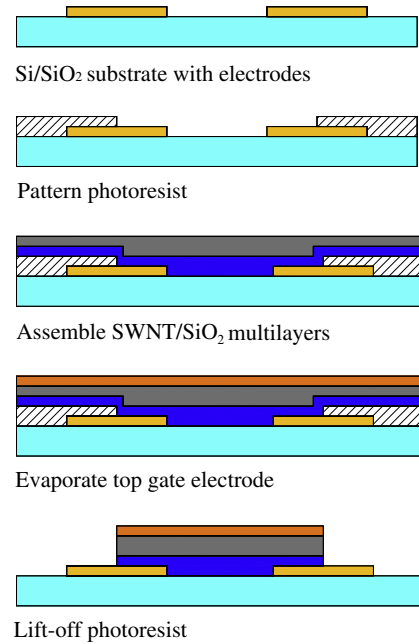 Si/SiO₂ substrate with electrodes
Pattern photoresist
Assemble SWNT/SiO₂ multilayers
Evaporate top gate electrode
Lift-off photoresist